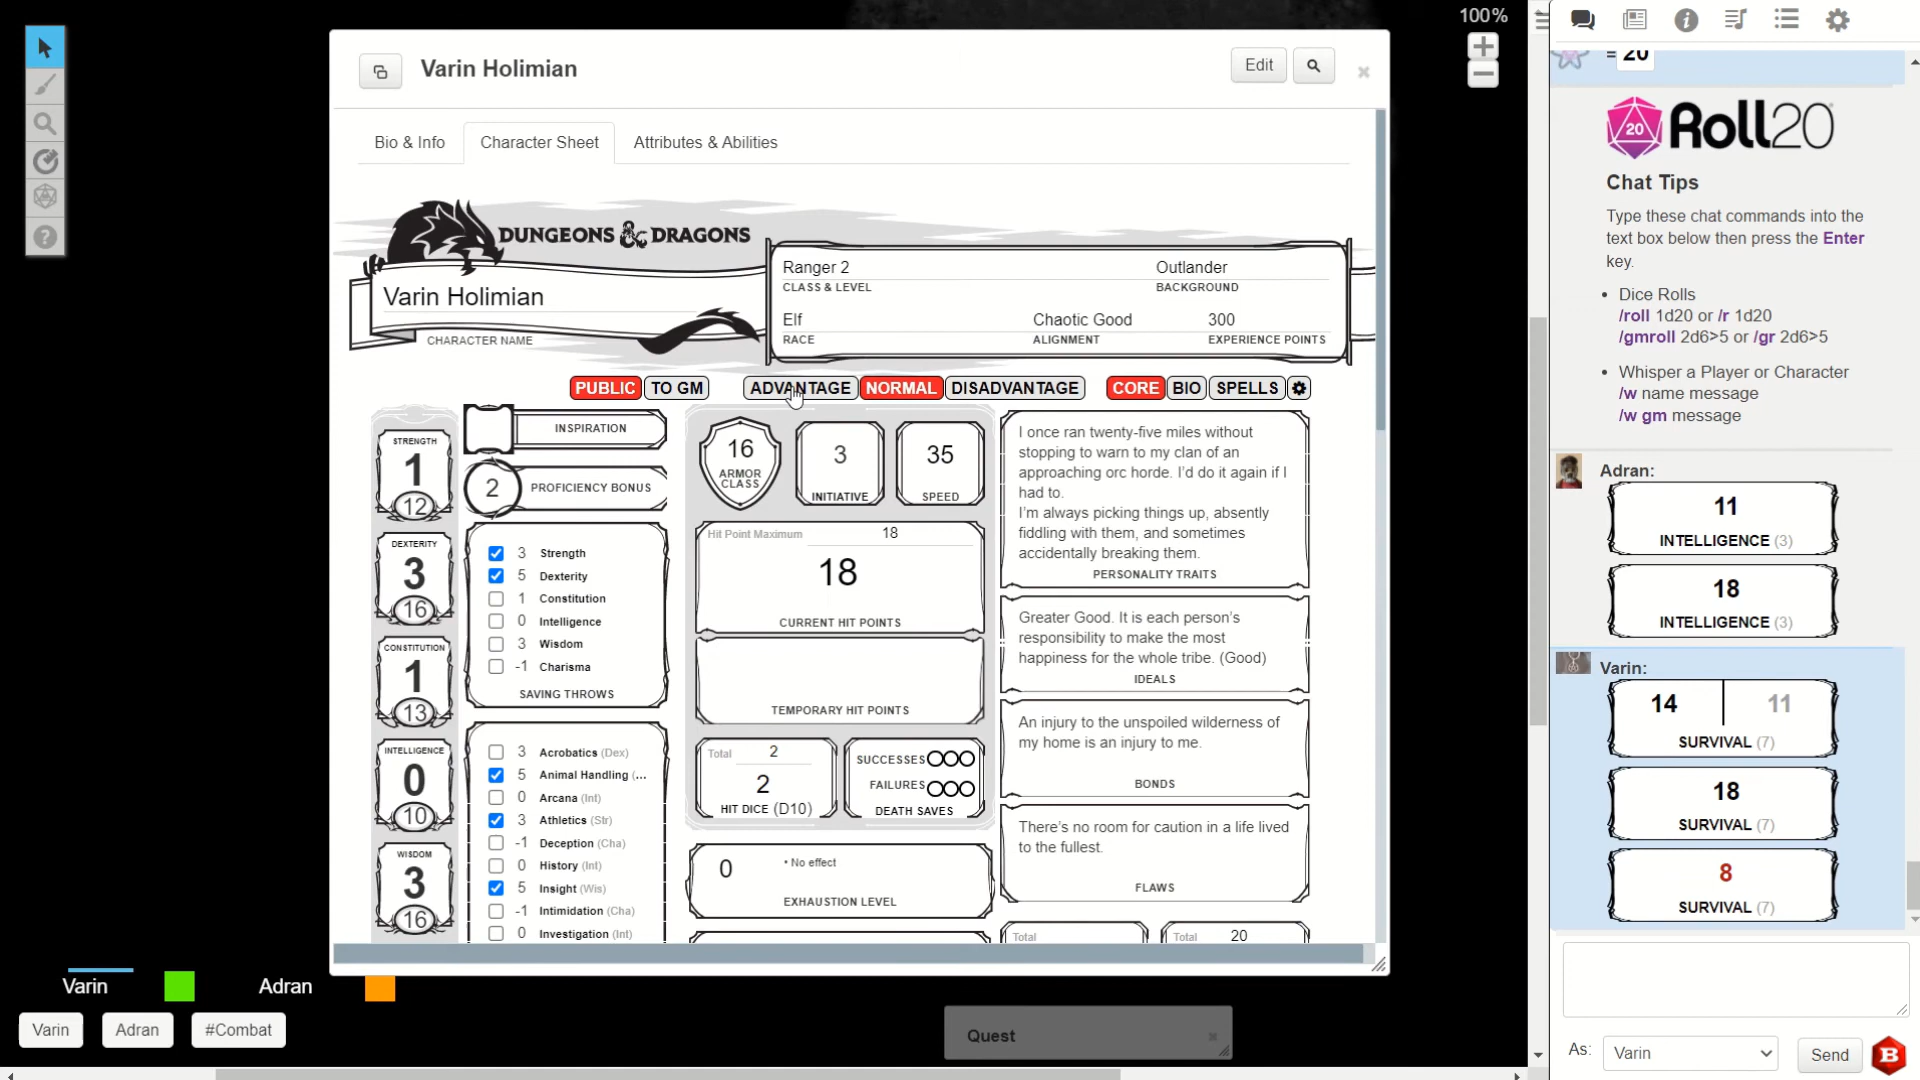 100%
Varin Holimian
Edit
Bio & Info
Character Sheet
Attributes & Abilities
DUNGEONS & DRAGONS
Varin Holimian
CHARACTER NAME
Ranger 2
CLASS & LEVEL
Outlander
BACKGROUND
Elf
RACE
Chaotic Good
ALIGNMENT
300
EXPERIENCE POINTS
PUBLIC
TO GM
ADVANTAGE
NORMAL
DISADVANTAGE
CORE
BIO
SPELLS
STRENGTH
1
12
DEXTERITY
3
16
CONSTITUTION
1
13
INTELLIGENCE
0
10
WISDOM
3
16
INSPIRATION
2
PROFICIENCY BONUS
3 Strength
5 Dexterity
1 Constitution
0 Intelligence
3 Wisdom
-1 Charisma
SAVING THROWS
3 Acrobatics (Dex)
5 Animal Handling (...
0 Arcana (Int)
3 Athletics (Str)
-1 Deception (Cha)
0 History (Int)
5 Insight (Wis)
-1 Intimidation (Cha)
0 Investigation (Int)
16
ARMOR
CLASS
3
INITIATIVE
35
SPEED
Hit Point Maximum 18
18
CURRENT HIT POINTS
TEMPORARY HIT POINTS
Total 2
2
HIT DICE (D10)
SUCCESSES
FAILURES
DEATH SAVES
0
• No effect
EXHAUSTION LEVEL
I once ran twenty-five miles without
stopping to warn to my clan of an
approaching orc horde. I'd do it again if I
had to.
I'm always picking things up, absently
fiddling with them, and sometimes
accidentally breaking them.
PERSONALITY TRAITS
Greater Good. It is each person's
responsibility to make the most
happiness for the whole tribe. (Good)
IDEALS
An injury to the unspoiled wilderness of
my home is an injury to me.
BONDS
There's no room for caution in a life lived
to the fullest.
FLAWS
Total
Total 20
Varin
Adran
Varin
Adran
#Combat
Quest
= 20
20
Roll20
Chat Tips
Type these chat commands into the
text box below then press the Enter
key.
• Dice Rolls
/roll 1d20 or /r 1d20
/gmroll 2d6>5 or /gr 2d6>5
• Whisper a Player or Character
/w name message
/w gm message
Adran:
11
INTELLIGENCE (3)
18
INTELLIGENCE (3)
Varin:
14 11
SURVIVAL (7)
18
SURVIVAL (7)
8
SURVIVAL (7)
As: Varin
Send
B